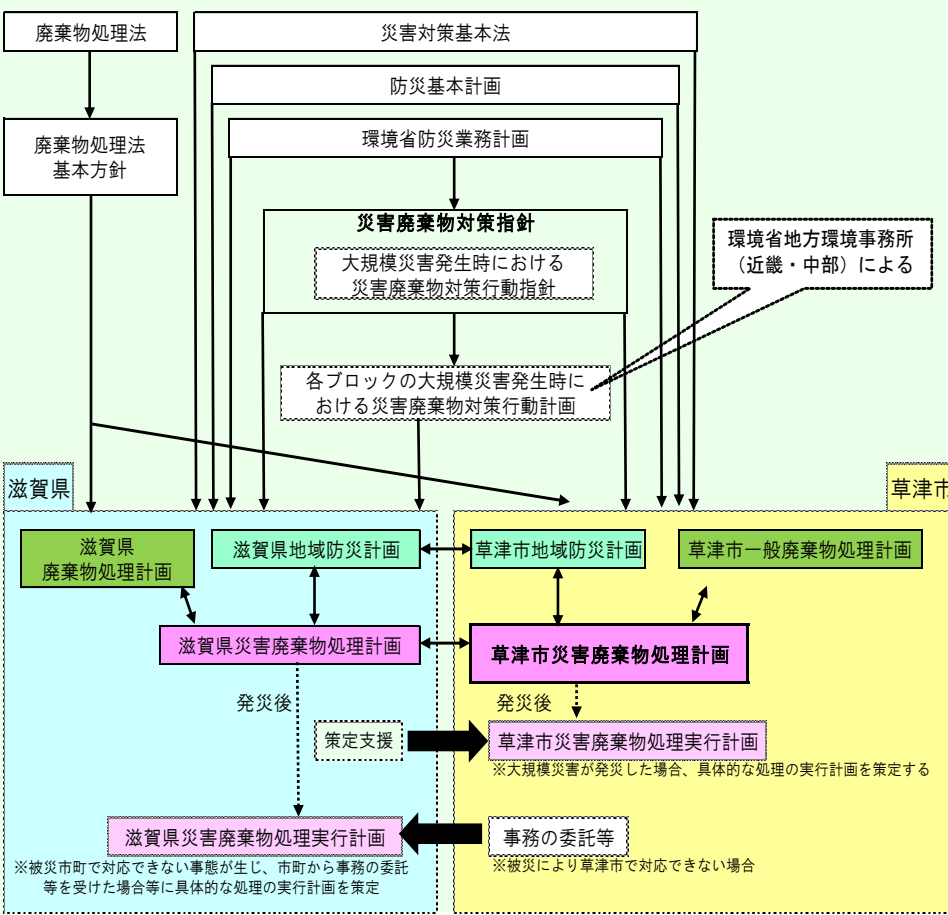 廃棄物処理法
災害対策基本法
防災基本計画
環境省防災業務計画
廃棄物処理法
基本方針
災害廃棄物対策指針
大規模災害発生時における
災害廃棄物対策行動指針
環境省地方環境事務所
（近畿・中部）による
各ブロックの大規模災害発生時に
おける災害廃棄物対策行動計画
滋賀県
草津市
滋賀県
廃棄物処理計画
滋賀県地域防災計画
草津市地域防災計画
草津市一般廃棄物処理計画
滋賀県災害廃棄物処理計画
草津市災害廃棄物処理計画
発災後
発災後
策定支援
草津市災害廃棄物処理実行計画
※大規模災害が発災した場合、具体的な処理の実行計画を策定する
滋賀県災害廃棄物処理実行計画
事務の委託等
※被災市町で対応できない事態が生じ、市町から事務の委託
等を受けた場合等に具体的な処理の実行計画を策定
※被災により草津市で対応できない場合